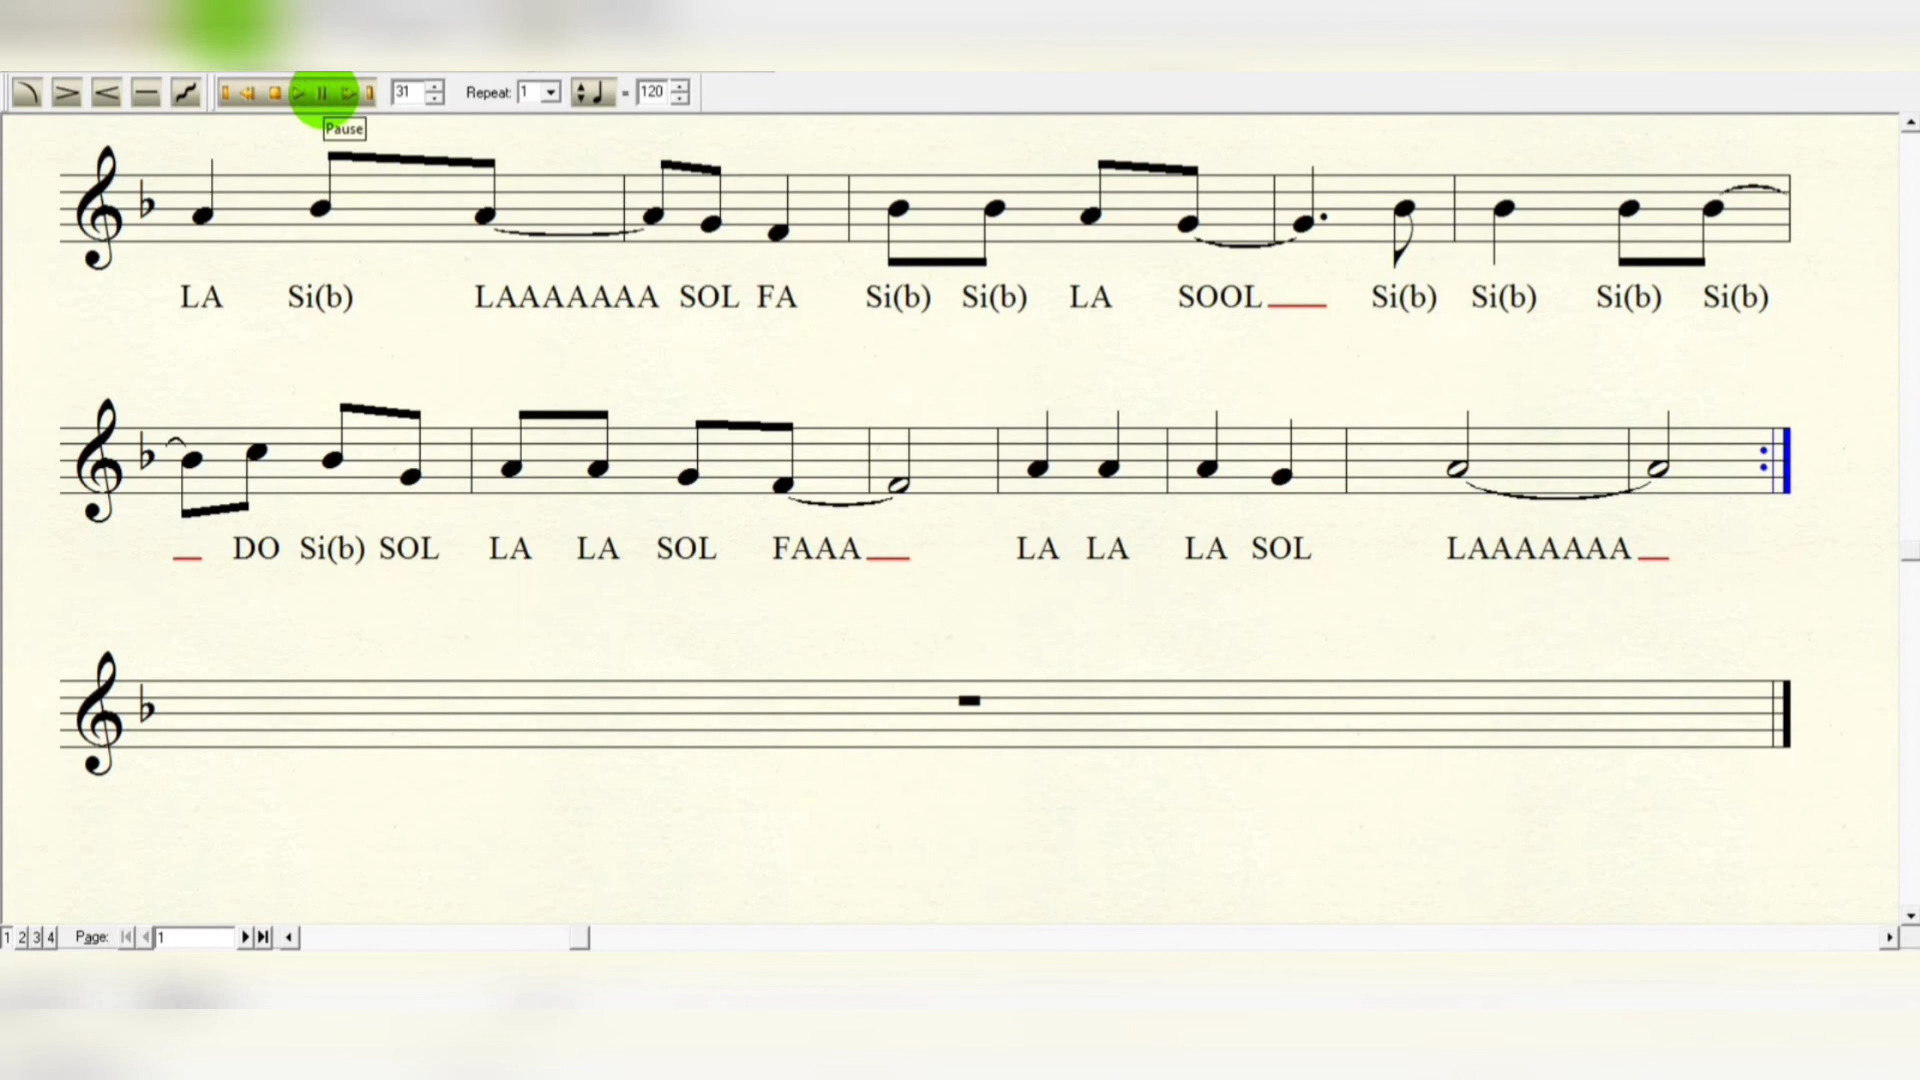 31 Repeat: 1 = 120
Pause
LA Si(b) LAAAAAAA SOL FA Si(b) Si(b) LA SOOL Si(b) Si(b) Si(b) Si(b)
DO Si(b) SOL LA LA SOL FAAA LA LA LA SOL LAAAAAAA
1 2 3 4 Page: 1